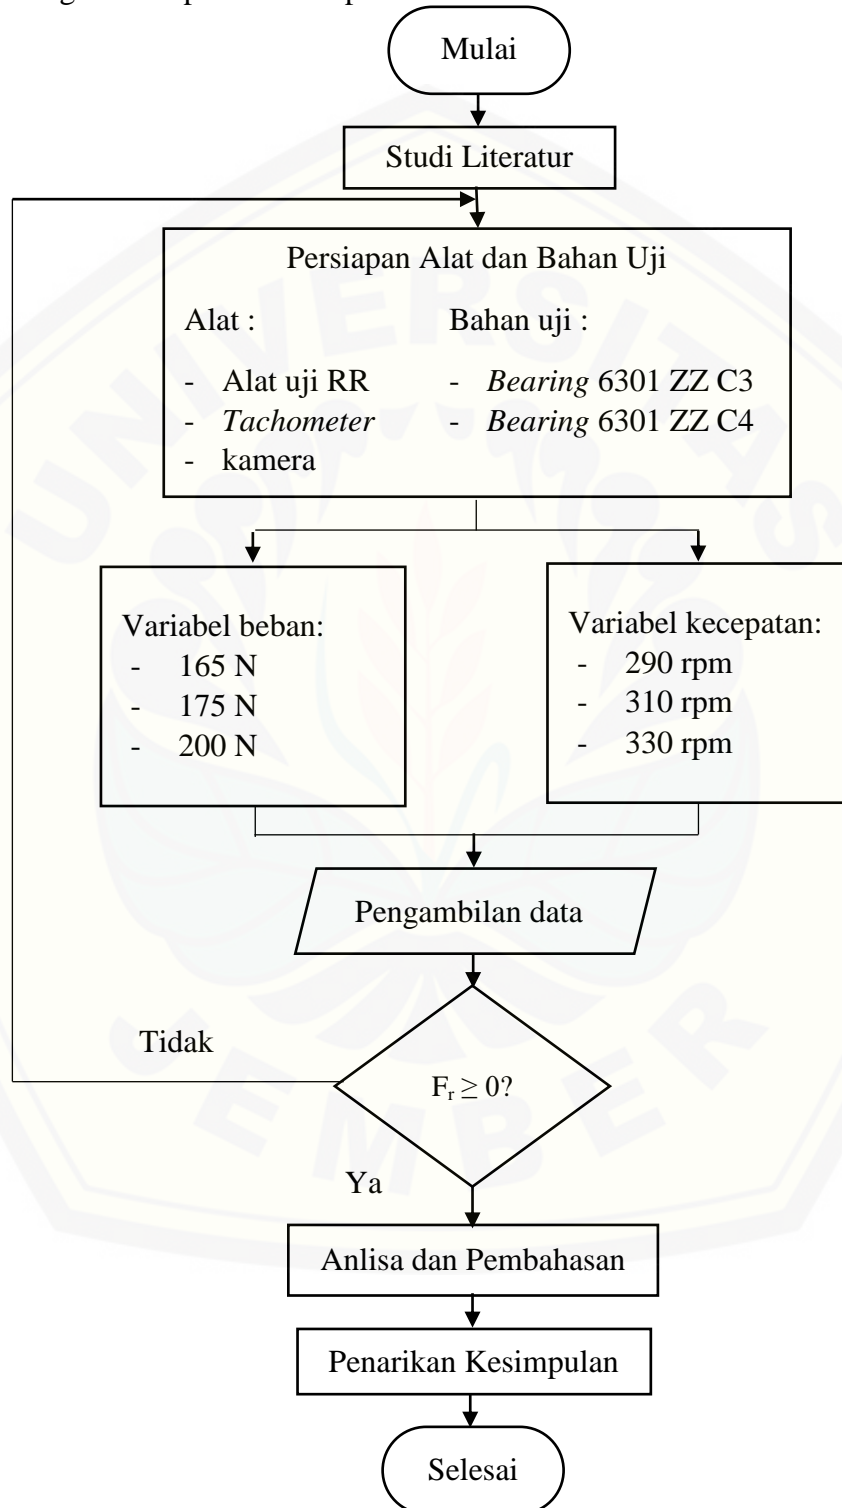 Mulai
Studi Literatur
Persiapan Alat dan Bahan Uji
Alat :
- Alat uji RR
- Tachometer
- kamera
Bahan uji :
- Bearing 6301 ZZ C3
- Bearing 6301 ZZ C4
Variabel beban:
- 165 N
- 175 N
- 200 N
Variabel kecepatan:
- 290 rpm
- 310 rpm
- 330 rpm
Pengambilan data
Fr ≥ 0?
Tidak
Ya
Anlisa dan Pembahasan
Penarikan Kesimpulan
Selesai
UNIVERSITAS
JEMBER